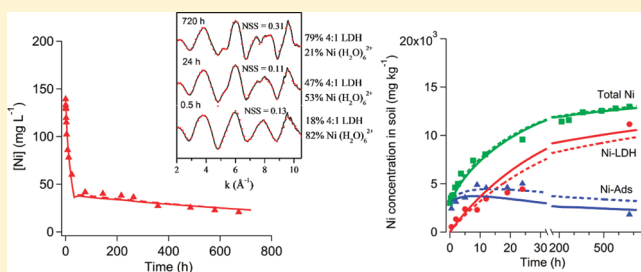 200
150
100
50
0
[Ni] (mg L⁻¹)
0 200 400 600 800
Time (h)
720 h
NSS = 0.31
79% 4:1 LDH
21% Ni (H₂O)₆²⁺
24 h
NSS = 0.11
47% 4:1 LDH
53% Ni (H₂O)₆²⁺
0.5 h
NSS = 0.13
18% 4:1 LDH
82% Ni (H₂O)₆²⁺
2 4 6 8 10
k (Å⁻¹)
20x10³
15
10
5
0
Ni concentration in soil (mg kg⁻¹)
Total Ni
Ni-LDH
Ni-Ads
0 10 20 30 200 500
Time (h)